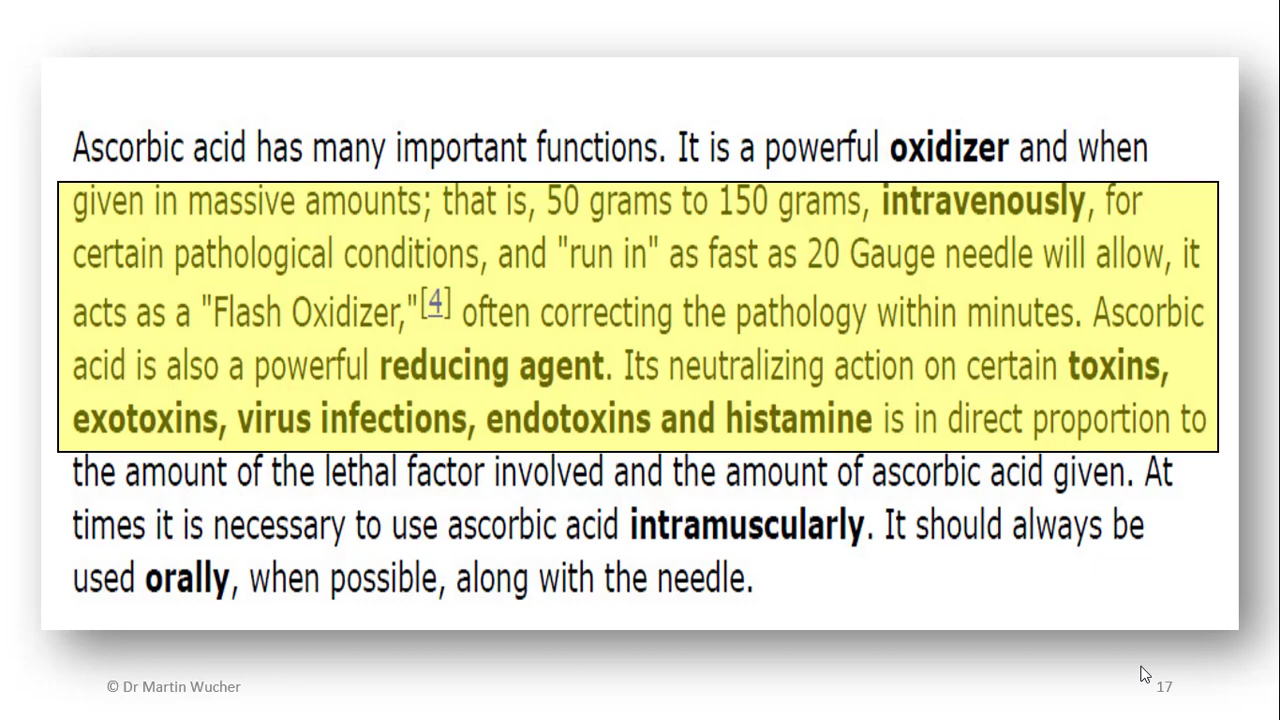 Ascorbic acid has many important functions. It is a powerful oxidizer and when
given in massive amounts; that is, 50 grams to 150 grams, intravenously, for
certain pathological conditions, and "run in" as fast as 20 Gauge needle will allow, it
acts as a "Flash Oxidizer,"[4] often correcting the pathology within minutes. Ascorbic
acid is also a powerful reducing agent. Its neutralizing action on certain toxins,
exotoxins, virus infections, endotoxins and histamine is in direct proportion to
the amount of the lethal factor involved and the amount of ascorbic acid given. At
times it is necessary to use ascorbic acid intramuscularly. It should always be
used orally, when possible, along with the needle.
© Dr Martin Wucher
17